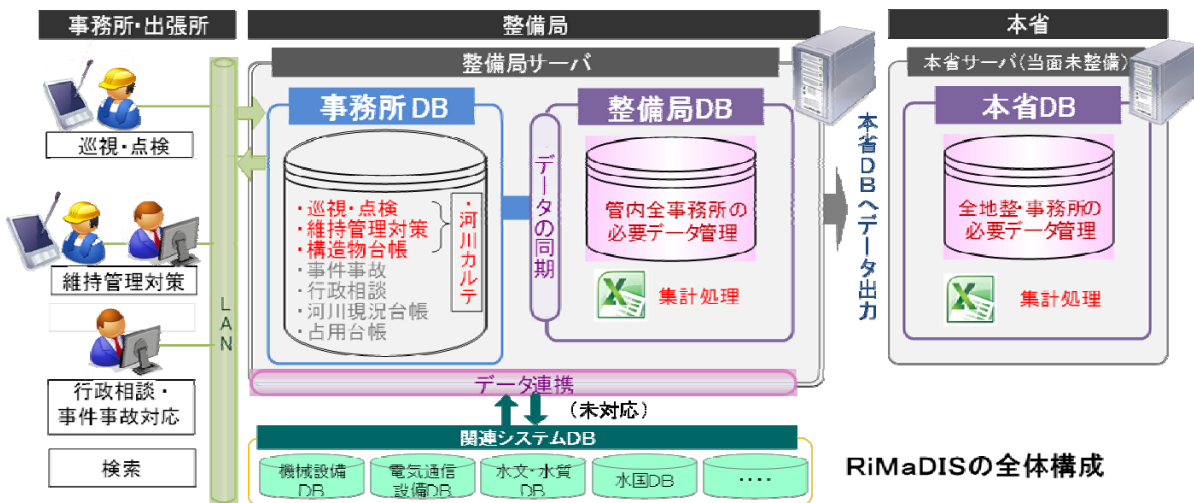 事務所・出張所
整備局
本省
整備局サーバ
本省サーバ(当面未整備)
巡視・点検
維持管理対策
行政相談・
事件事故対応
検索
LAN
事務所DB
・巡視・点検
・維持管理対策
・構造物台帳
・事件事故
・行政相談
・河川現況台帳
・占用台帳
・河川カルテ
データの同期
整備局DB
管内全事務所の
必要データ管理
集計処理
本省DBへデータ出力
本省DB
全地整・事務所の
必要データ管理
集計処理
データ連携
(未対応)
関連システムDB
機械設備
DB
電気通信
設備DB
水文・水質
DB
水国DB
・・・・
RiMaDISの全体構成